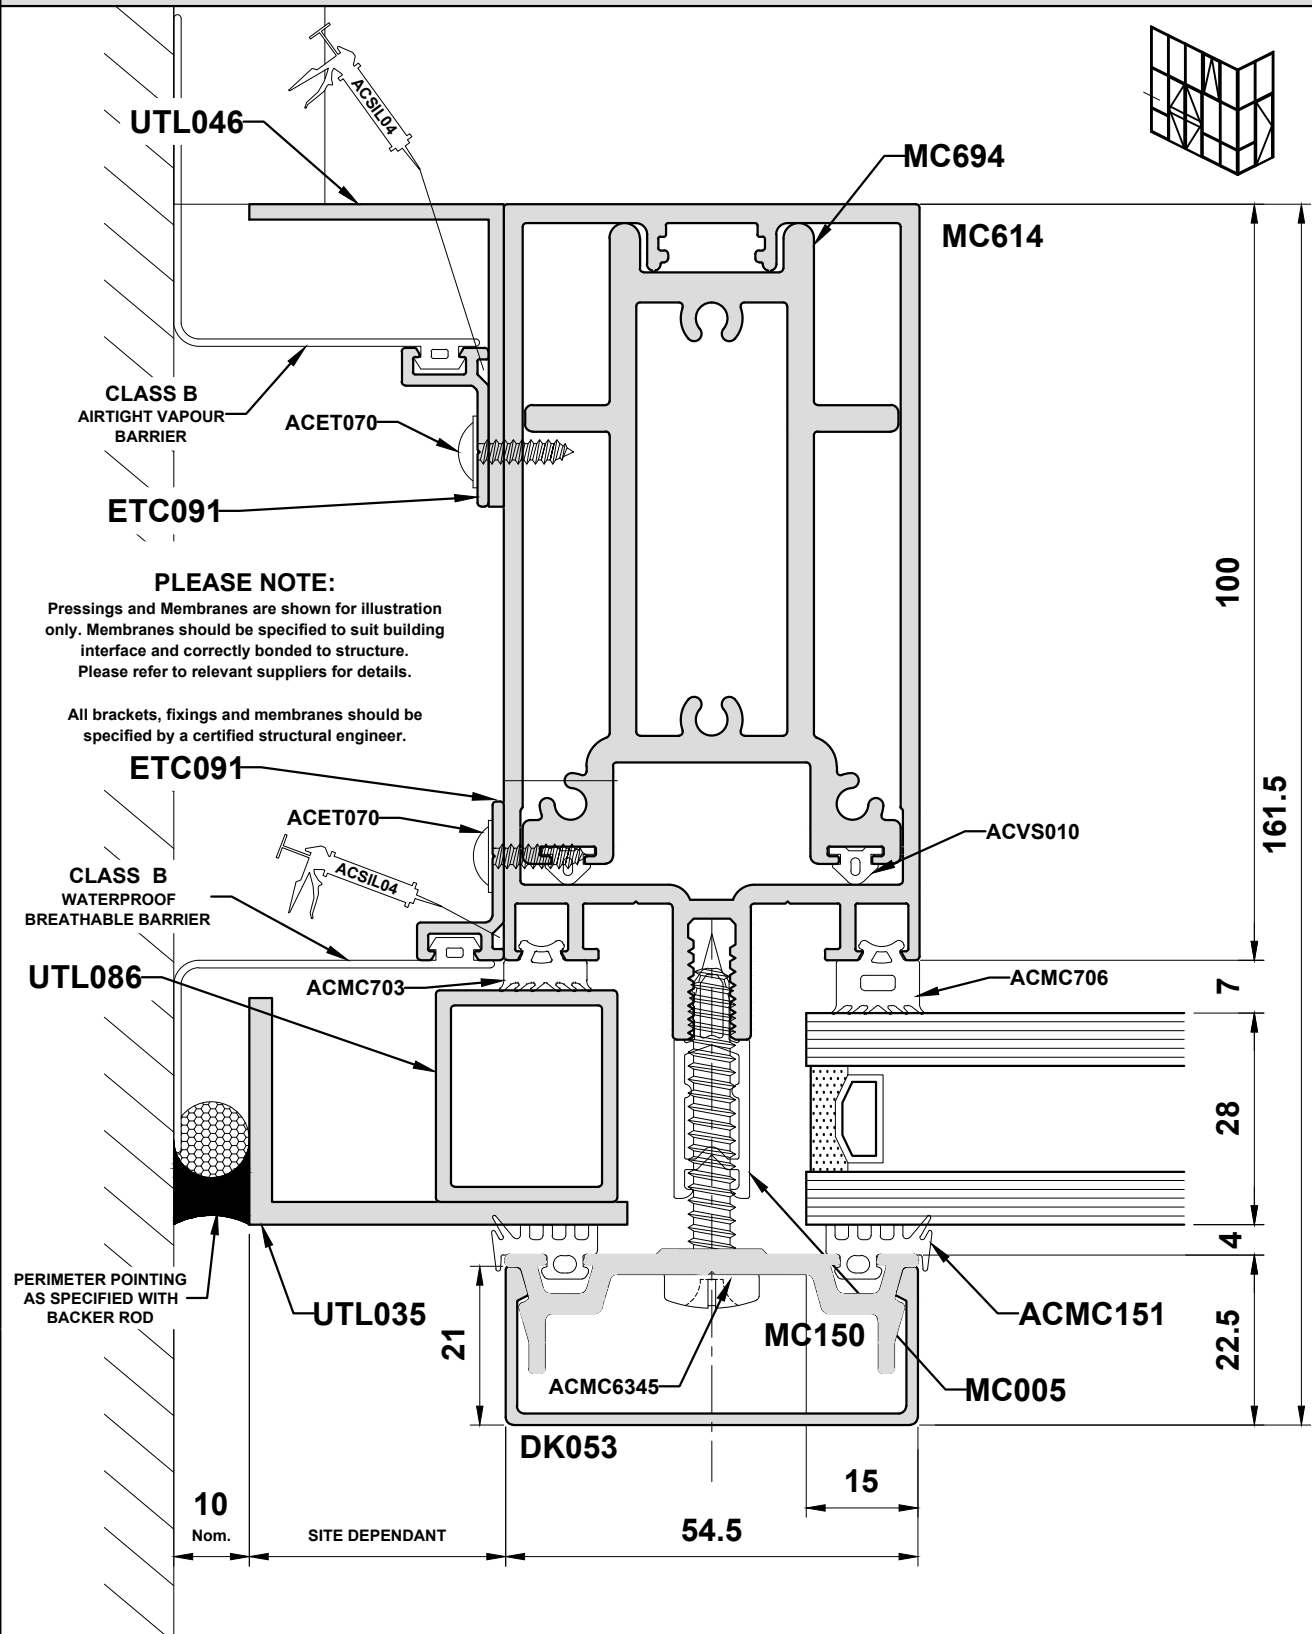 ACSIL04
UTL046
MC694
MC614
CLASS B
AIRTIGHT VAPOUR
BARRIER
ACET070
ETC091
100
PLEASE NOTE:
Pressings and Membranes are shown for illustration
only. Membranes should be specified to suit building
interface and correctly bonded to structure.
Please refer to relevant suppliers for details.
All brackets, fixings and membranes should be
specified by a certified structural engineer.
ETC091
161.5
ACET070
ACVS010
ACSIL04
CLASS B
WATERPROOF
BREATHABLE BARRIER
UTL086
ACMC703
ACMC706
7
28
4
PERIMETER POINTING
AS SPECIFIED WITH
BACKER ROD
UTL035
21
MC150
ACMC151
22.5
ACMC6345
MC005
DK053
15
10
Nom.
SITE DEPENDANT
54.5